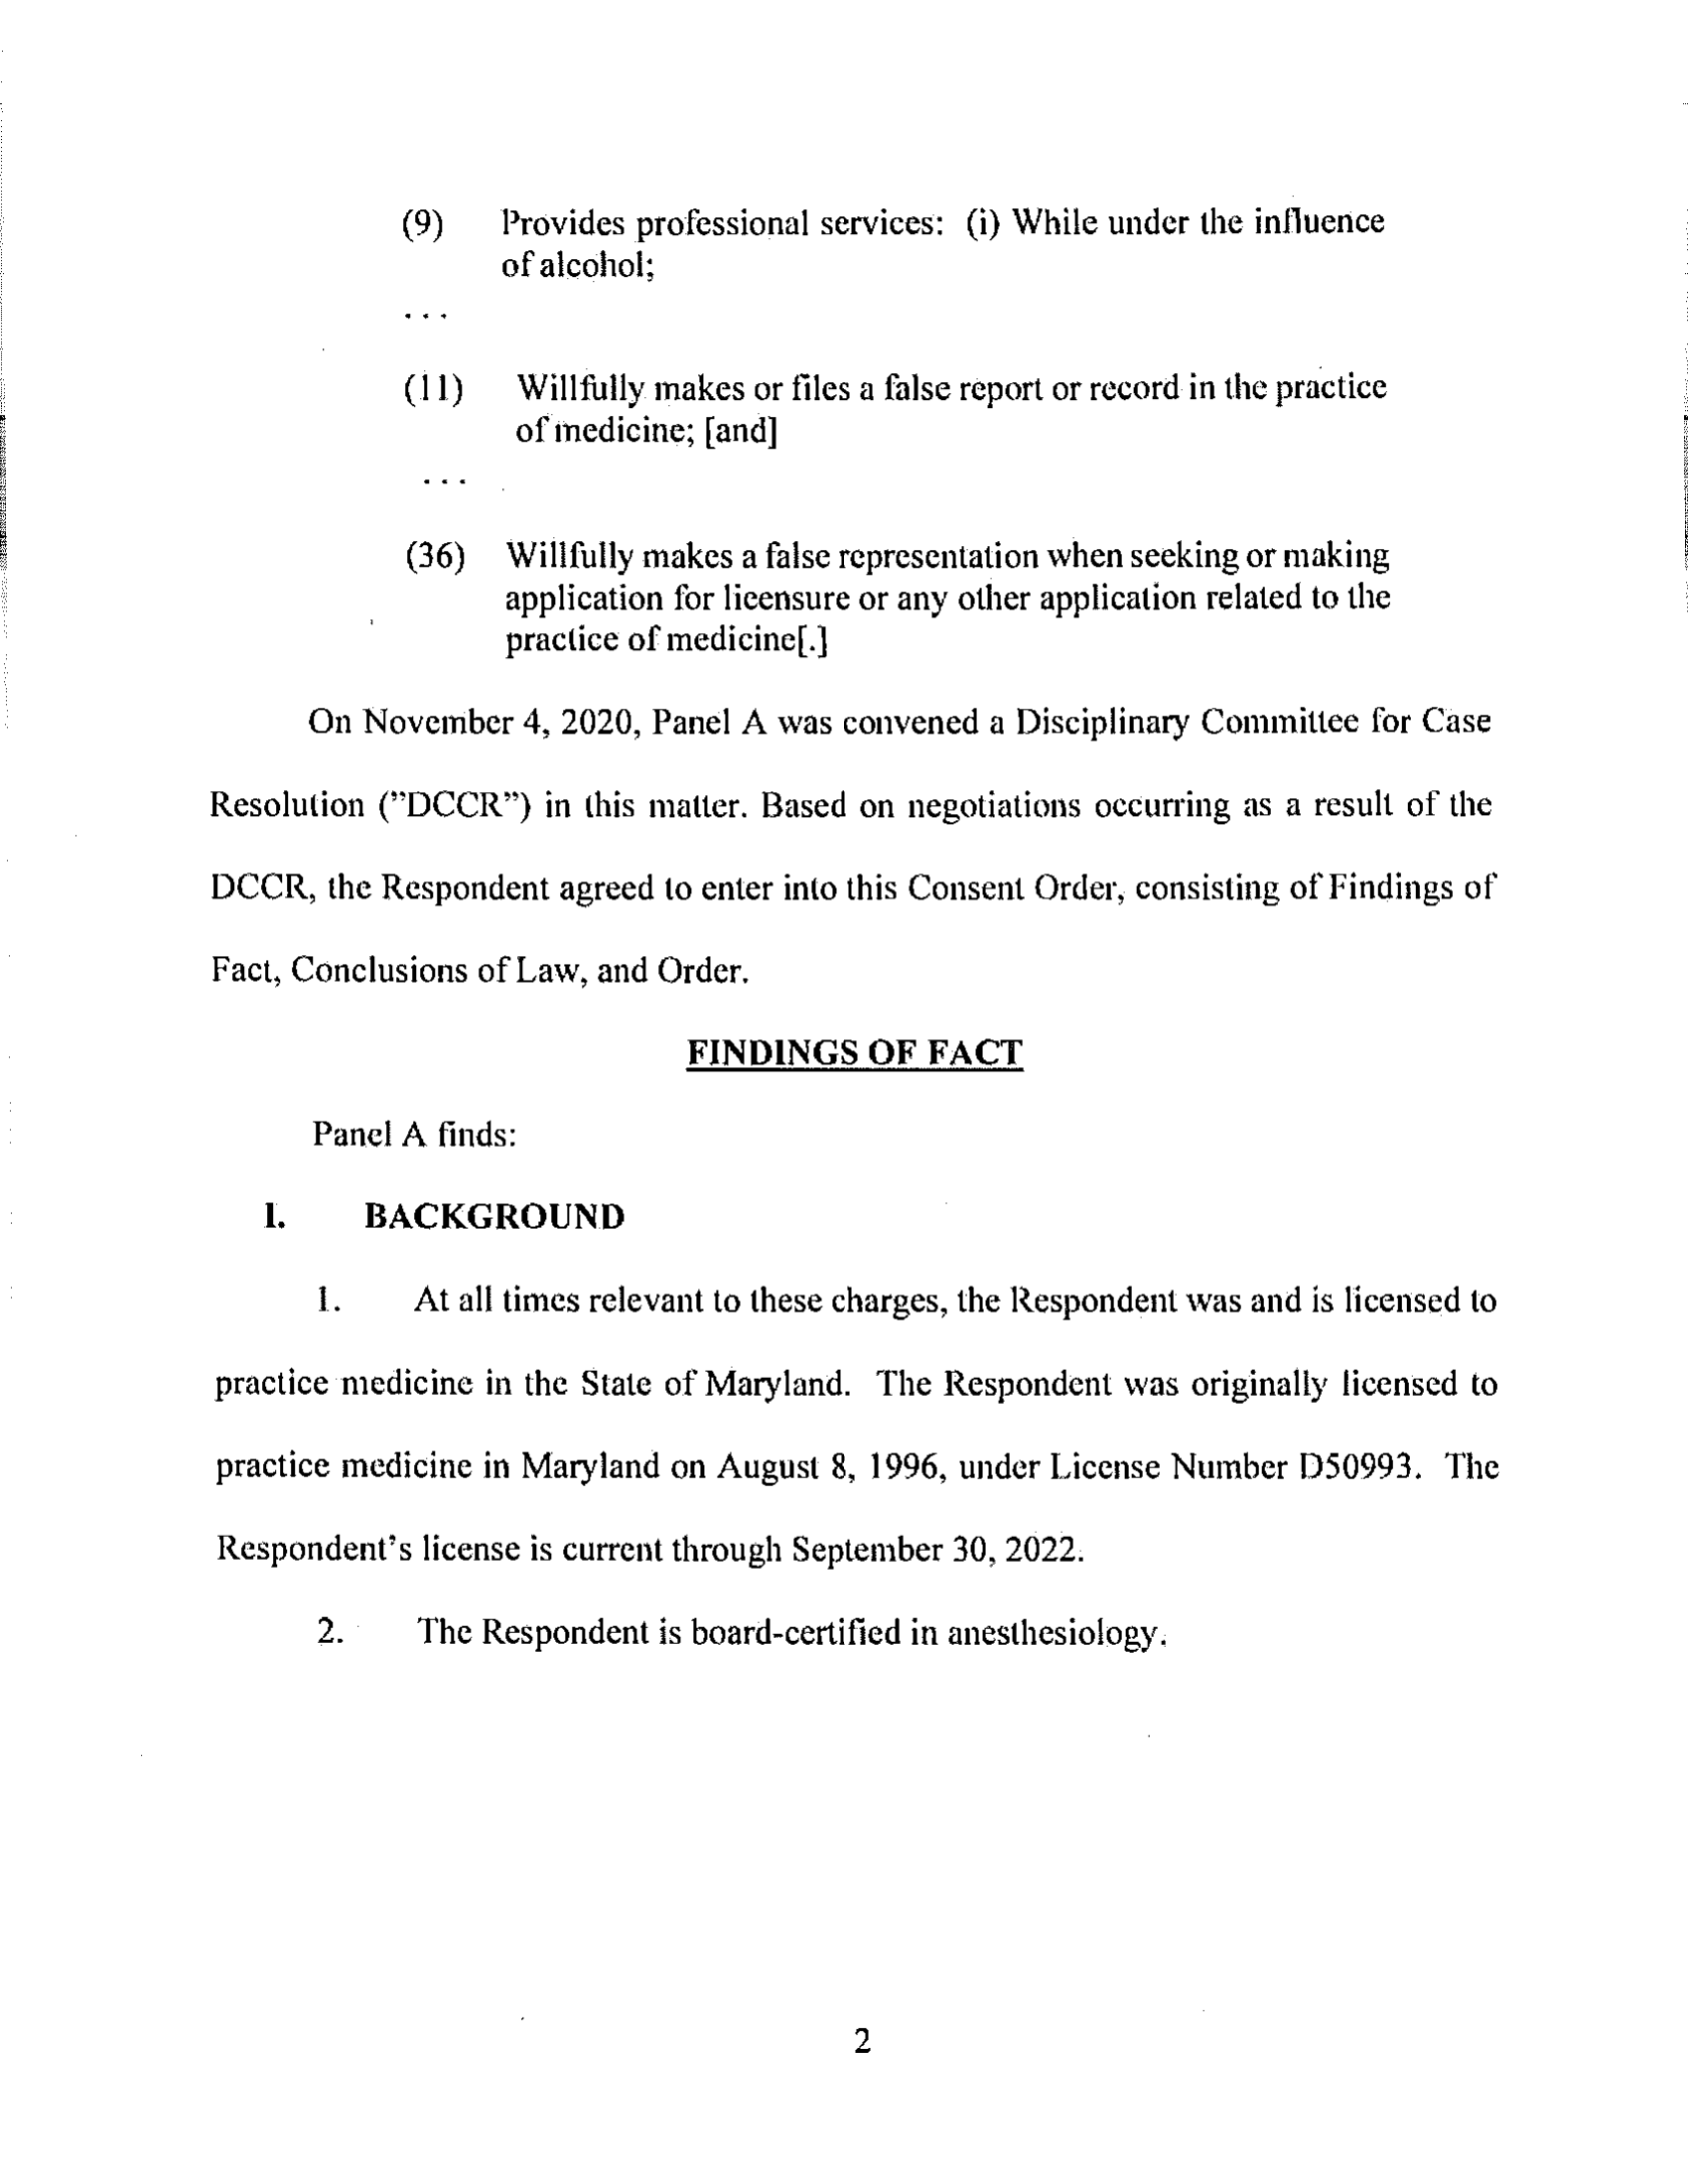 (9) Provides professional services: (i) While under the influence
of alcohol;
. . .
(11) Willfully makes or files a false report or record in the practice
of medicine; [and]
. . .
(36) Willfully makes a false representation when seeking or making
application for licensure or any other application related to the
practice of medicine[.]
On November 4, 2020, Panel A was convened a Disciplinary Committee for Case
Resolution (”DCCR”) in this matter. Based on negotiations occurring as a result of the
DCCR, the Respondent agreed to enter into this Consent Order, consisting of Findings of
Fact, Conclusions of Law, and Order.
FINDINGS OF FACT
Panel A finds:
I. BACKGROUND
1. At all times relevant to these charges, the Respondent was and is licensed to
practice medicine in the State of Maryland. The Respondent was originally licensed to
practice medicine in Maryland on August 8, 1996, under License Number D50993. The
Respondent’s license is current through September 30, 2022.
2. The Respondent is board-certified in anesthesiology.
2